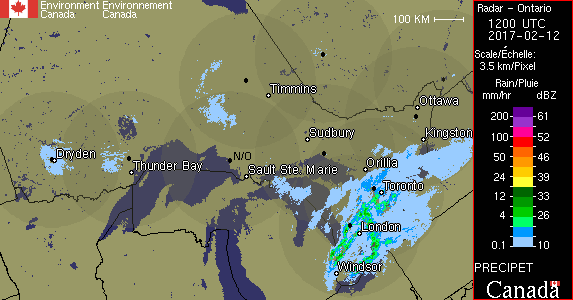 Environment Environnement
Canada Canada
100 KM
Timmins
Ottawa
Sudbury
Kingston
N/O
Dryden
Thunder Bay
Sault Ste. Marie
Orillia
Toronto
London
Windsor
Radar - Ontario
1200 UTC
2017-02-12
Scale/Échelle:
3.5 km/Pixel
Rain/Pluie
mm/hr dBZ
200 61
100 52
50 46
24 39
12 33
4 26
0.1 10
PRECIPET
Canada